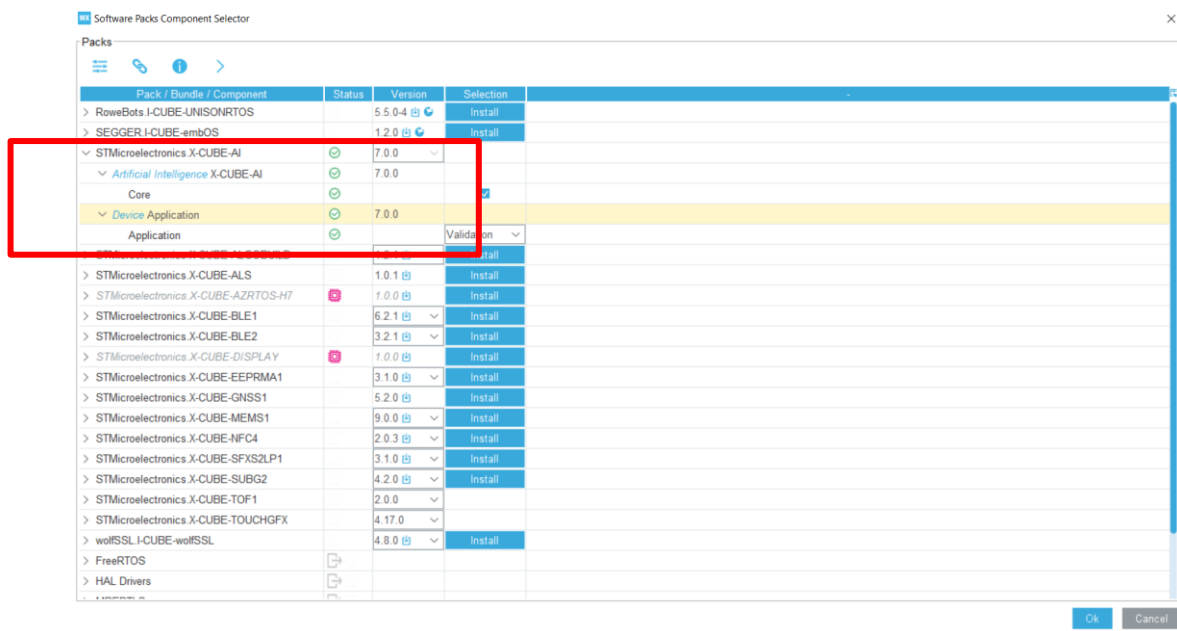 MX Software Packs Component Selector
Packs
Pack / Bundle / Component Status Version Selection -
RoweBots.I-CUBE-UNISONRTOS 5.5.0-4 Install
SEGGER.I-CUBE-embOS 1.2.0 Install
STMicroelectronics.X-CUBE-AI 7.0.0
Artificial Intelligence X-CUBE-AI 7.0.0
Core
Device Application 7.0.0
Application Validation
STMicroelectronics.X-CUBE-ALGOBUILD 1.2.1 Install
STMicroelectronics.X-CUBE-ALS 1.0.1 Install
STMicroelectronics.X-CUBE-AZRTOS-H7 1.0.0 Install
STMicroelectronics.X-CUBE-BLE1 6.2.1 Install
STMicroelectronics.X-CUBE-BLE2 3.2.1 Install
STMicroelectronics.X-CUBE-DISPLAY 1.0.0 Install
STMicroelectronics.X-CUBE-EEPRMA1 3.1.0 Install
STMicroelectronics.X-CUBE-GNSS1 5.2.0 Install
STMicroelectronics.X-CUBE-MEMS1 9.0.0 Install
STMicroelectronics.X-CUBE-NFC4 2.0.3 Install
STMicroelectronics.X-CUBE-SFXS2LP1 3.1.0 Install
STMicroelectronics.X-CUBE-SUBG2 4.2.0 Install
STMicroelectronics.X-CUBE-TOF1 2.0.0
STMicroelectronics.X-CUBE-TOUCHGFX 4.17.0
wolfSSL.I-CUBE-wolfSSL 4.8.0 Install
FreeRTOS
HAL Drivers
Ok Cancel